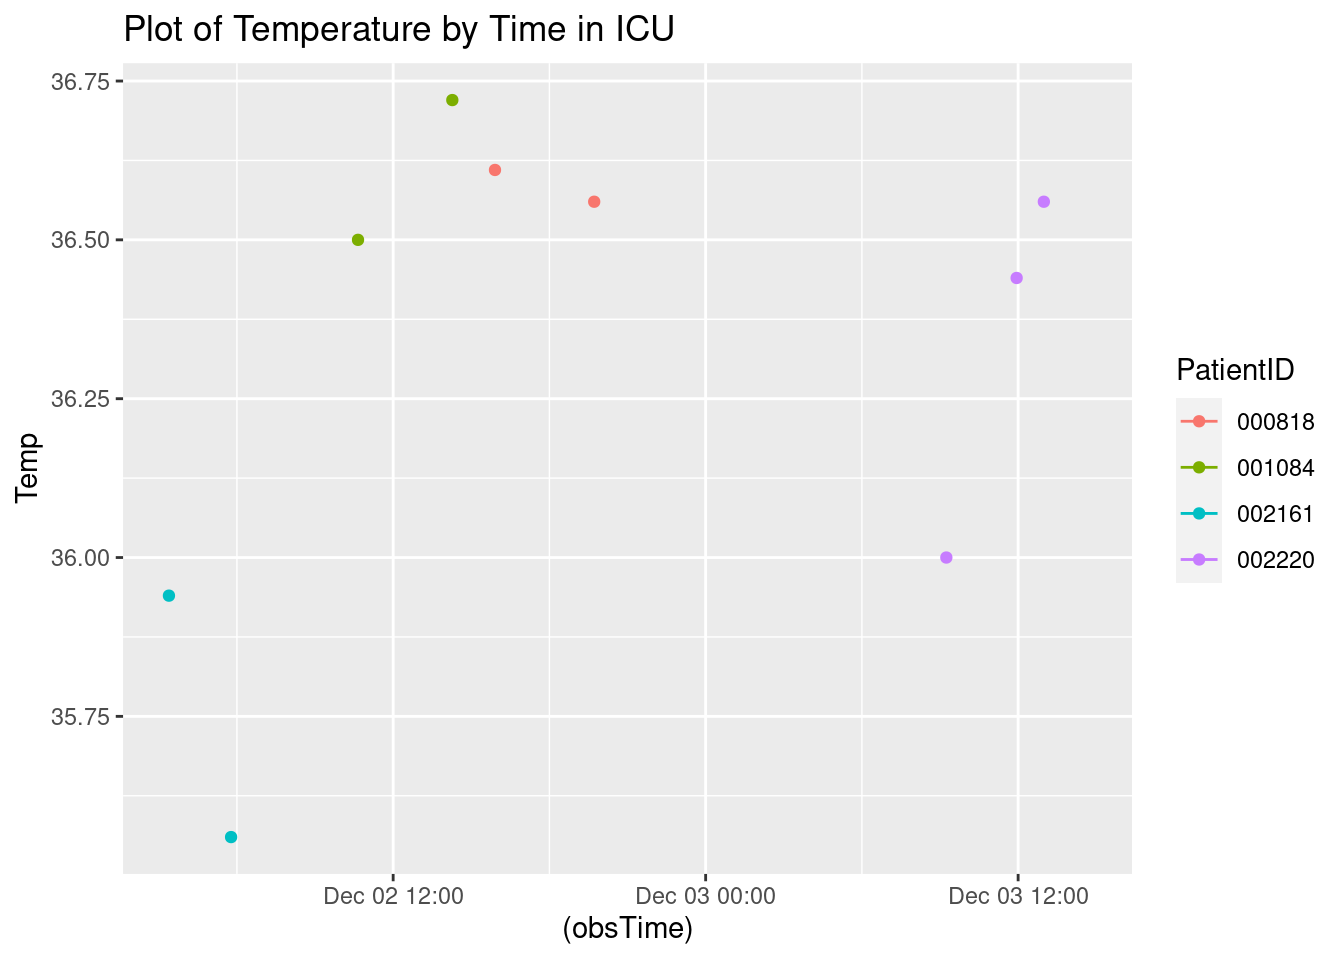 Plot of Temperature by Time in ICU
36.75
36.50
36.25
36.00
35.75
Temp
Dec 02 12:00
Dec 03 00:00
Dec 03 12:00
(obsTime)
PatientID
000818
001084
002161
002220